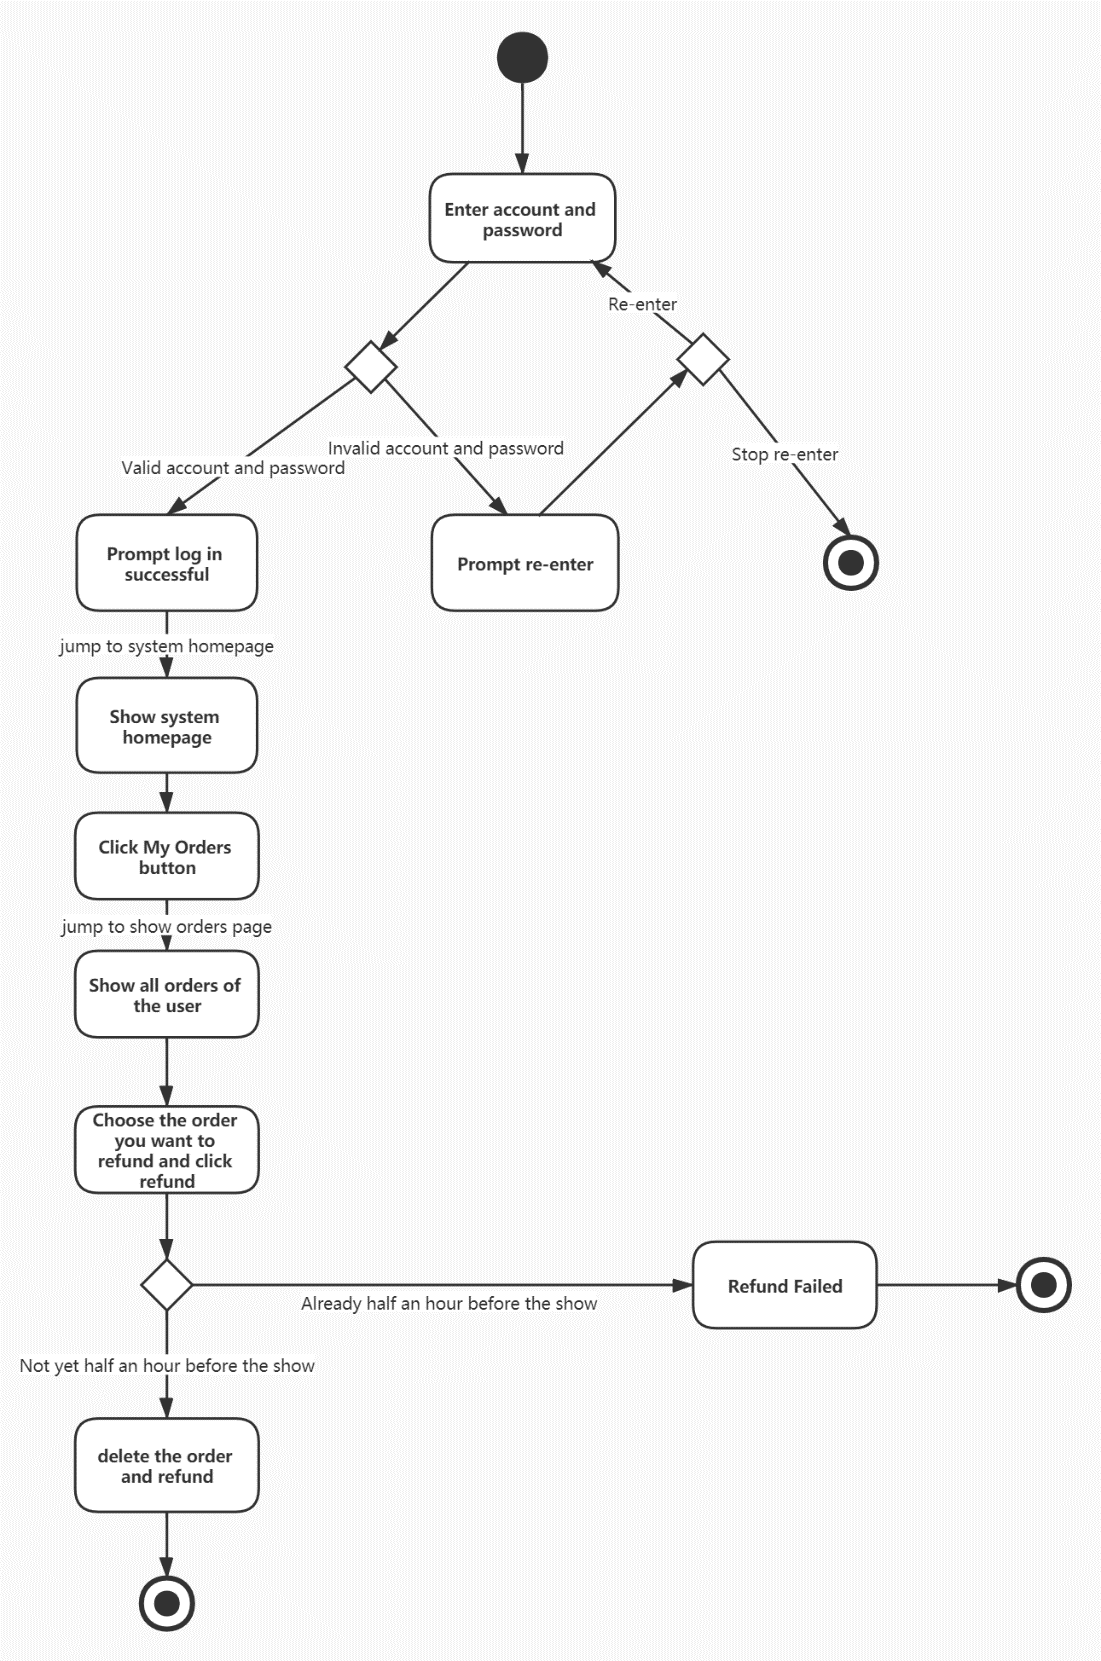 Enter account and
password
Re-enter
Invalid account and password
Stop re-enter
Valid account and password
Prompt log in
successful
Prompt re-enter
jump to system homepage
Show system
homepage
Click My Orders
button
jump to show orders page
Show all orders of
the user
Choose the order
you want to
refund and click
refund
Refund Failed
Already half an hour before the show
Not yet half an hour before the show
delete the order
and refund